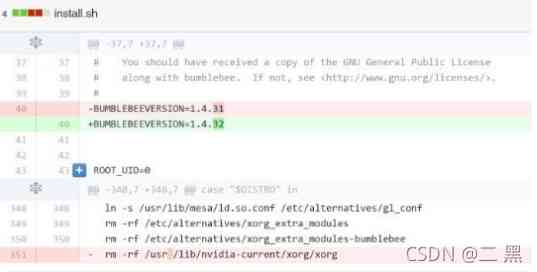 4 install.sh
@@ -37,7 +37,7 @@
37 37 # You should have received a copy of the GNU General Public License
38 38 # along with bumblebee. If not, see <http://www.gnu.org/licenses/>.
39 39 #
40 -BUMBLEBEEVERSION=1.4.31
40 +BUMBLEBEEVERSION=1.4.32
41 41
42 42
43 43 ROOT_UID=0
@@ -348,7 +348,7 @@ case "$DISTRO" in
348 348 ln -s /usr/lib/mesa/ld.so.conf /etc/alternatives/gl_conf
349 349 rm -rf /etc/alternatives/xorg_extra_modules
350 350 rm -rf /etc/alternatives/xorg_extra_modules-bumblebee
351 - rm -rf /usr /lib/nvidia-current/xorg/xorg
CSDN @二 黑